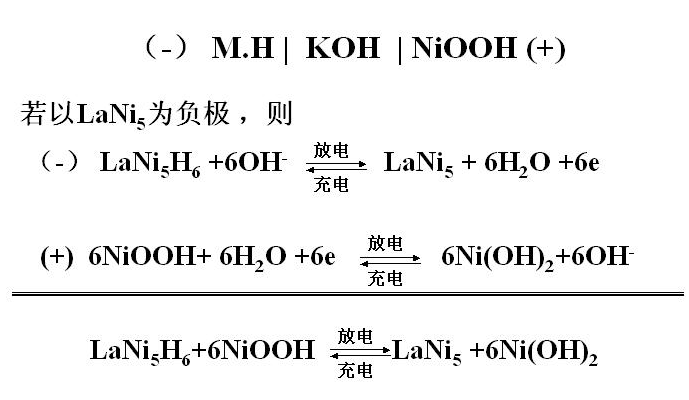 (-) M.H | KOH | NiOOH (+)
若以LaNi₅为负极，则
(-) LaNi₅H₆ +6OH⁻ 放电⇌充电 LaNi₅ + 6H₂O +6e
(+) 6NiOOH+ 6H₂O +6e 放电⇌充电 6Ni(OH)₂+6OH⁻
LaNi₅H₆+6NiOOH 放电⇌充电 LaNi₅ +6Ni(OH)₂